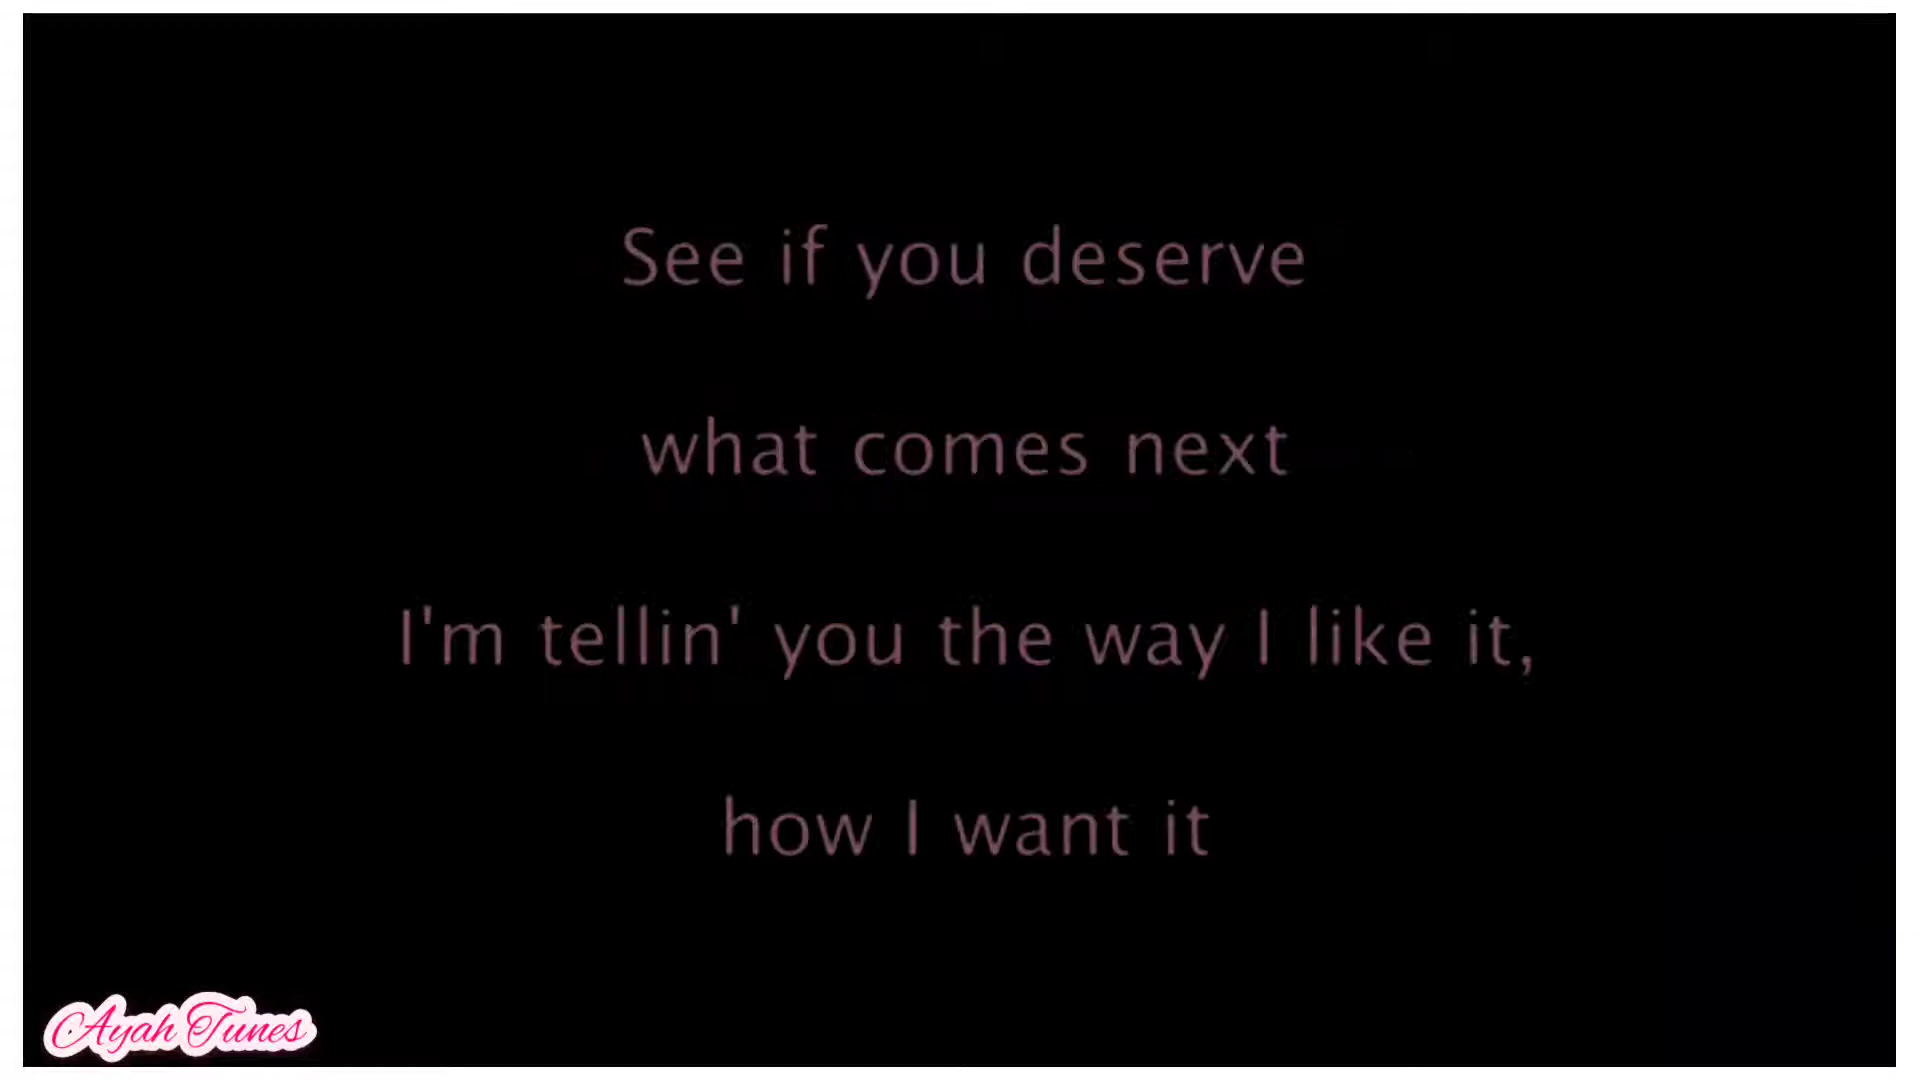 See if you deserve
what comes next
I'm tellin' you the way I like it,
how I want it
Ayah Tunes